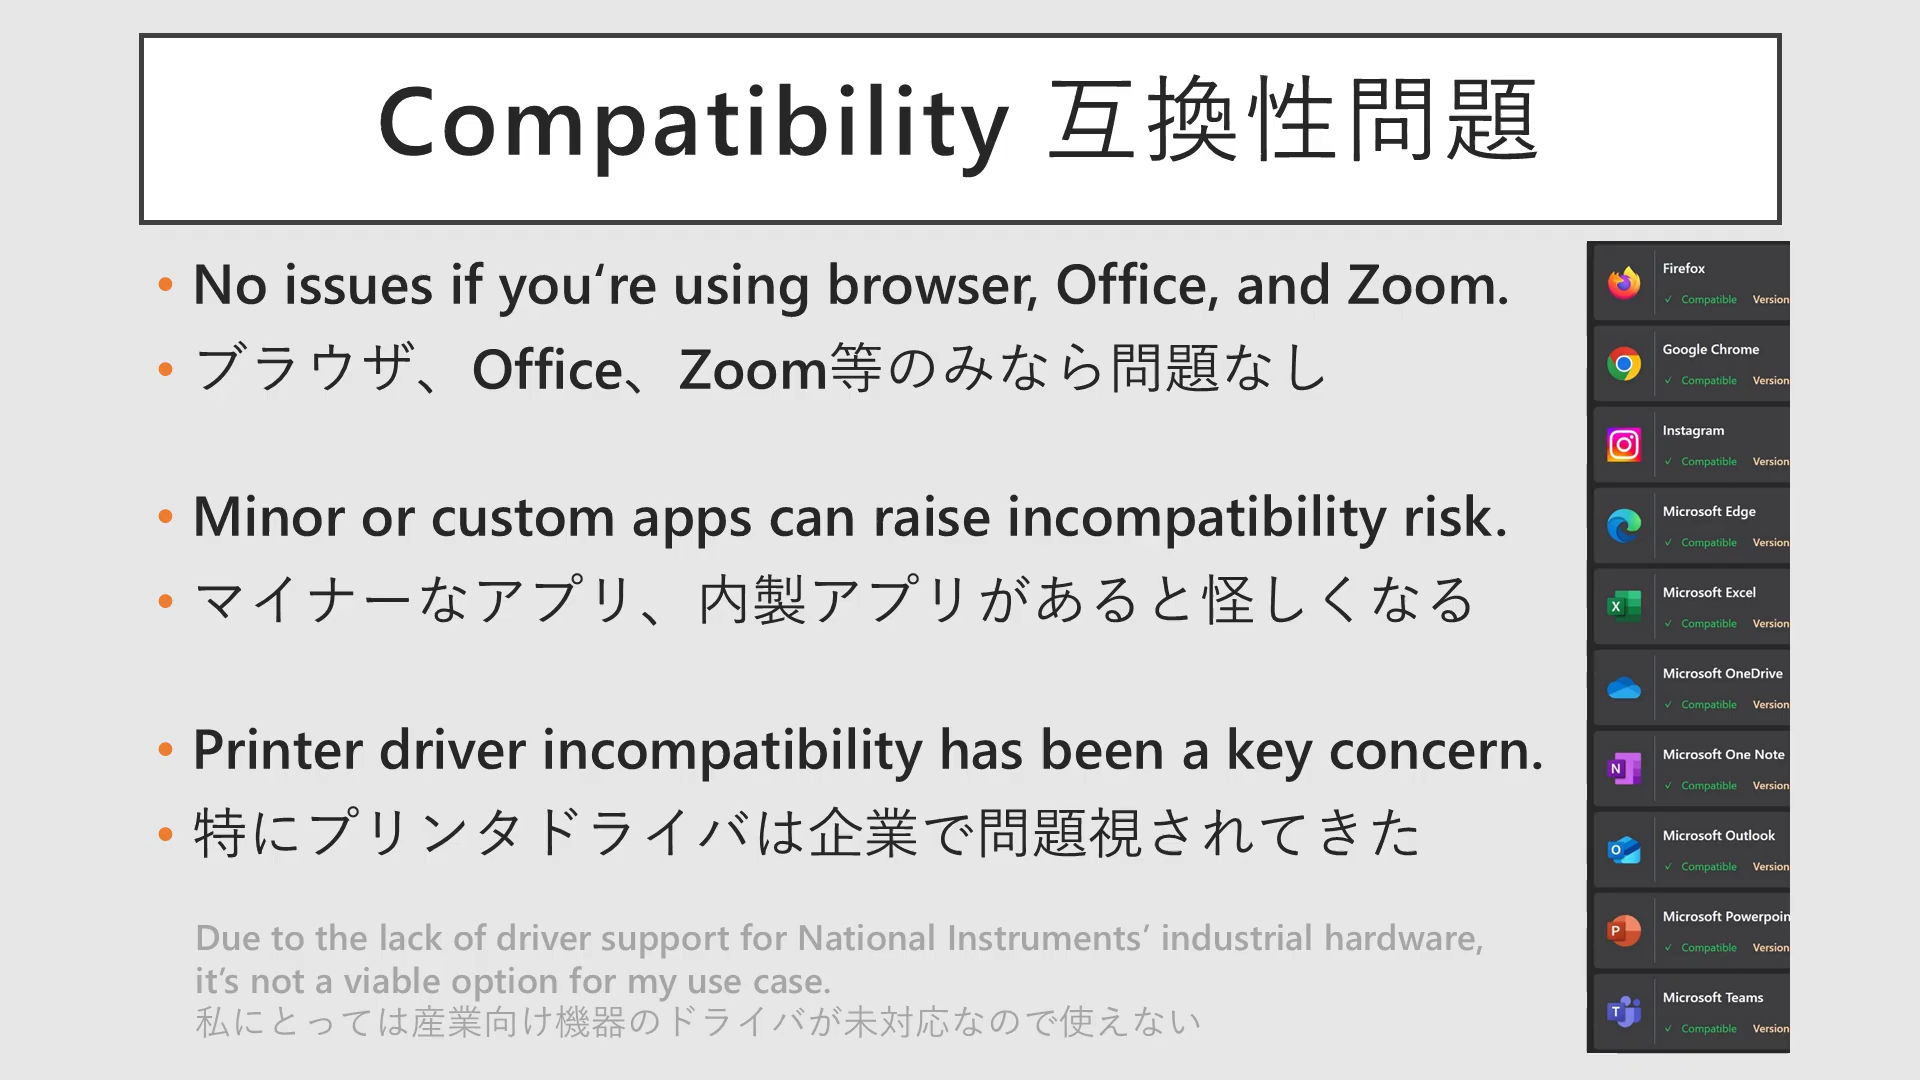 Compatibility 互換性問題
• No issues if you‘re using browser, Office, and Zoom.
• ブラウザ、Office、Zoom等のみなら問題なし
• Minor or custom apps can raise incompatibility risk.
• マイナーなアプリ、内製アプリがあると怪しくなる
• Printer driver incompatibility has been a key concern.
• 特にプリンタドライバは企業で問題視されてきた
Due to the lack of driver support for National Instruments’ industrial hardware,
it’s not a viable option for my use case.
私にとっては産業向け機器のドライバが未対応なので使えない
Firefox
✓ Compatible Version
Google Chrome
✓ Compatible Version
Instagram
✓ Compatible Version
Microsoft Edge
✓ Compatible Version
Microsoft Excel
✓ Compatible Version
Microsoft OneDrive
✓ Compatible Version
Microsoft One Note
✓ Compatible Version
Microsoft Outlook
✓ Compatible Version
Microsoft Powerpoin
✓ Compatible Version
Microsoft Teams
✓ Compatible Version